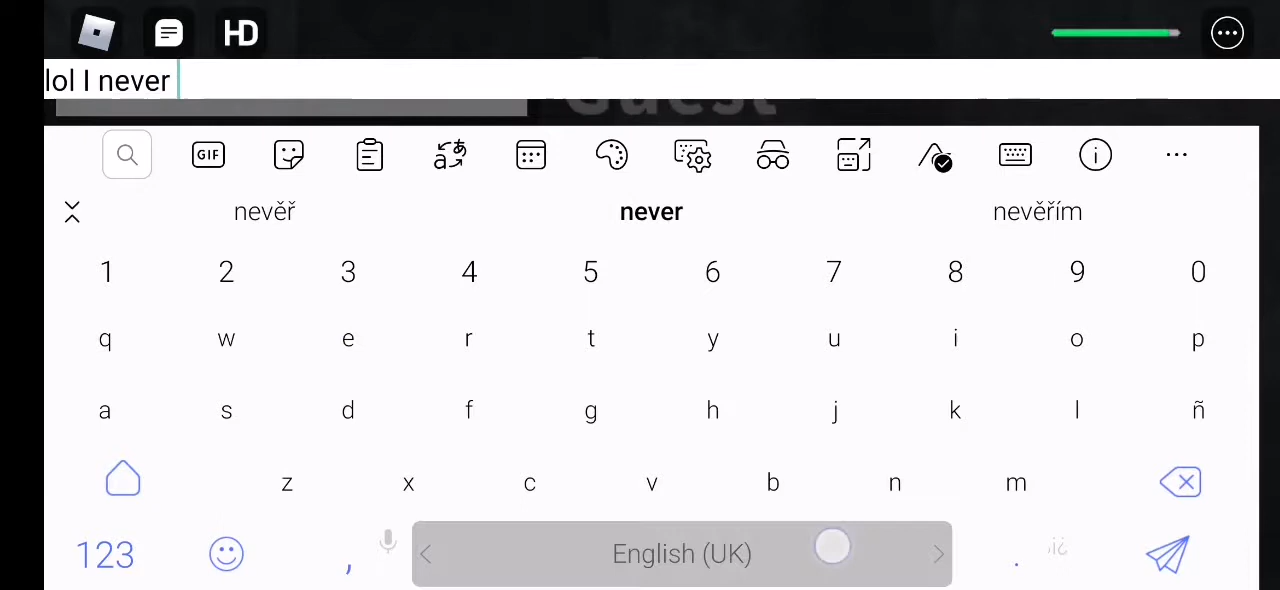 HD
lol I never
Guest
GIF
nevěř never nevěřím
1 2 3 4 5 6 7 8 9 0
q w e r t y u i o p
a s d f g h j k l ñ
z x c v b n m
123 , English (UK) . ¡¿